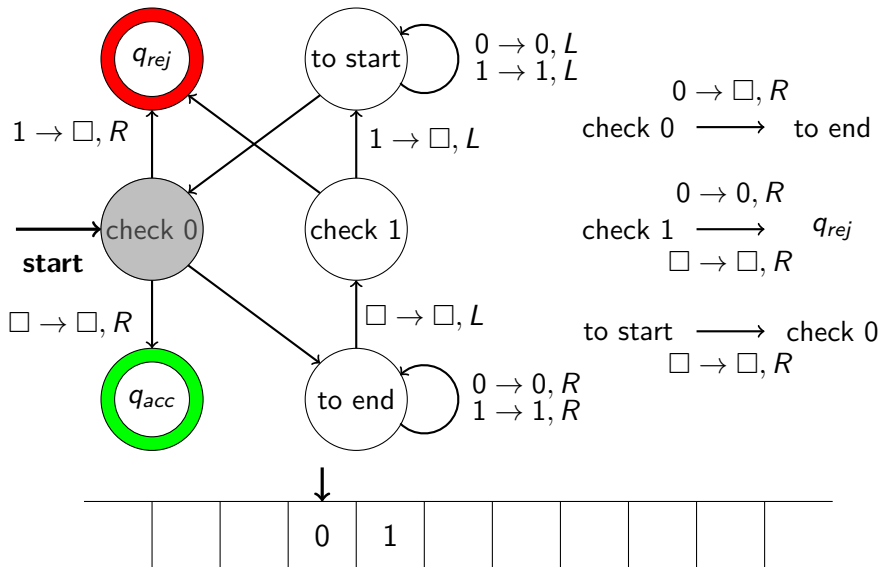 q_rej
to start
0 → 0, L
1 → 1, L
1 → □, R
1 → □, L
0 → □, R
check 0 → to end
start
check 0
check 1
0 → 0, R
check 1 → q_rej
□ → □, R
□ → □, R
□ → □, L
to start → check 0
□ → □, R
q_acc
to end
0 → 0, R
1 → 1, R
0 1